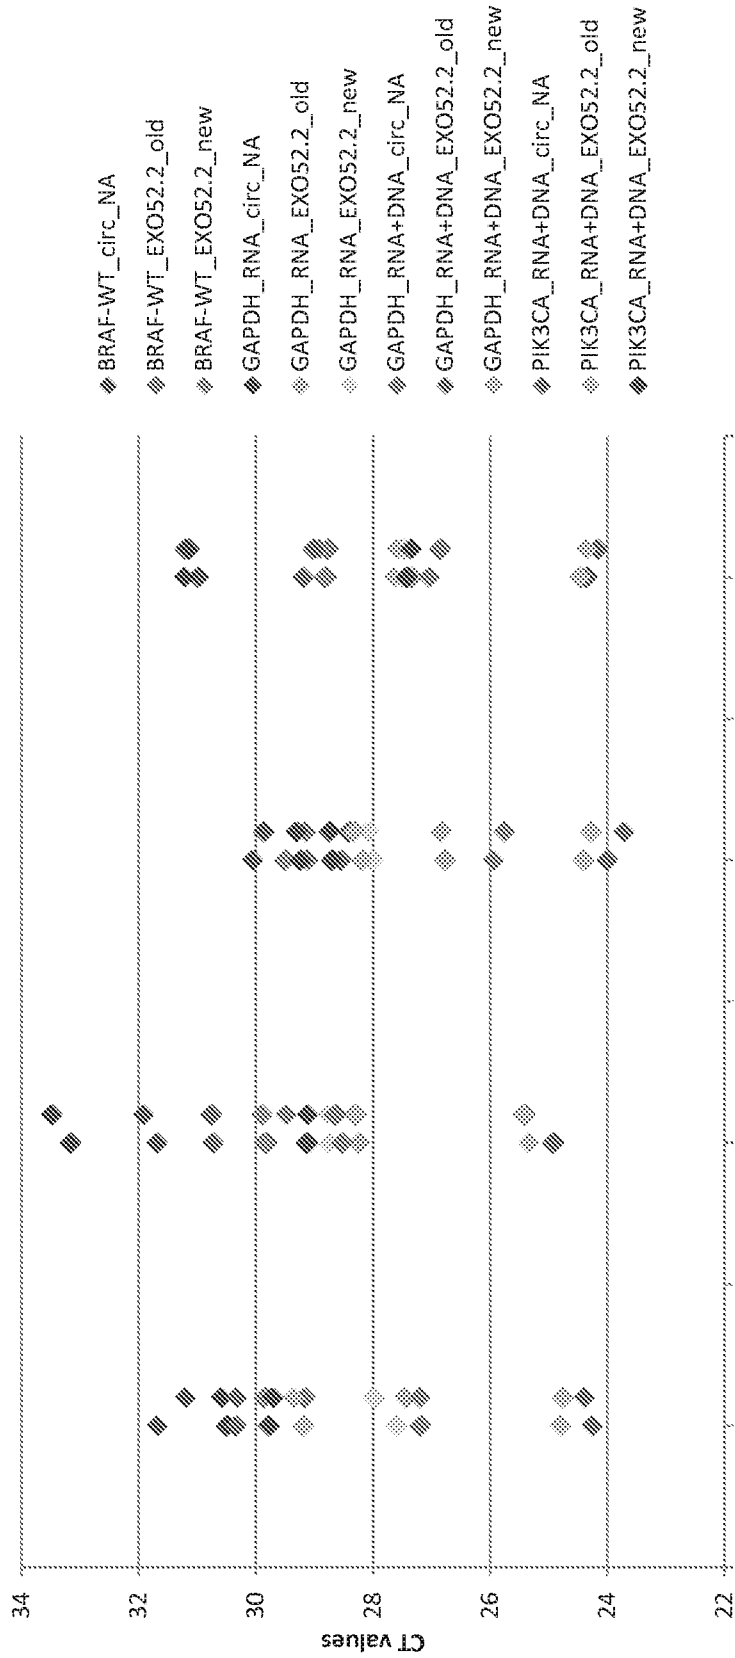 34
32
30
28
26
24
22
CT values
BRAF-WT_circ_NA
BRAF-WT_EXO52.2_old
BRAF-WT_EXO52.2_new
GAPDH_RNA_circ_NA
GAPDH_RNA_EXO52.2_old
GAPDH_RNA_EXO52.2_new
GAPDH_RNA+DNA_circ_NA
GAPDH_RNA+DNA_EXO52.2_old
GAPDH_RNA+DNA_EXO52.2_new
PIK3CA_RNA+DNA_circ_NA
PIK3CA_RNA+DNA_EXO52.2_old
PIK3CA_RNA+DNA_EXO52.2_new